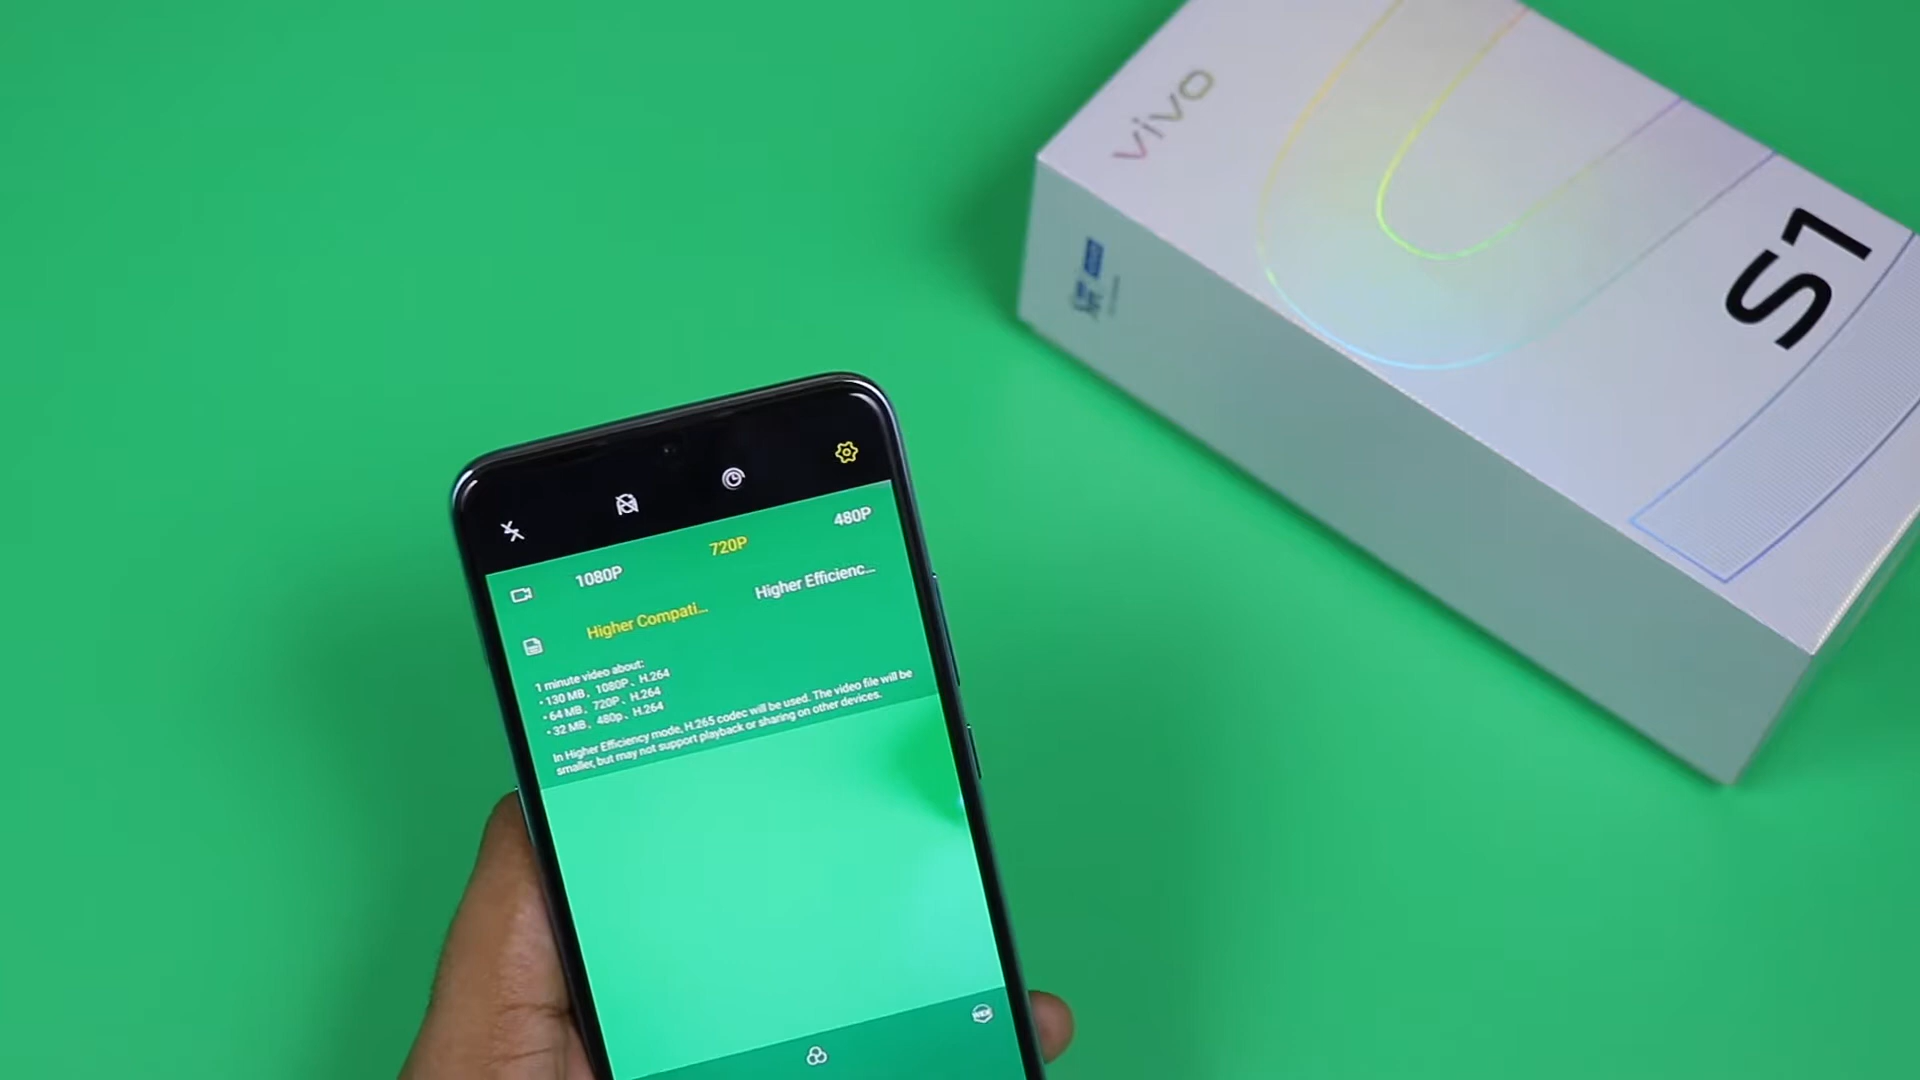 vivo
S1
1080P 720P 480P
Higher Compati... Higher Efficienc...
1 minute video about:
• 130 MB、1080P、H.264
• 64 MB、720P、H.264
• 32 MB、480p、H.264
In Higher Efficiency mode, H.265 codec will be used. The video file will be
smaller, but may not support playback or sharing on other devices.